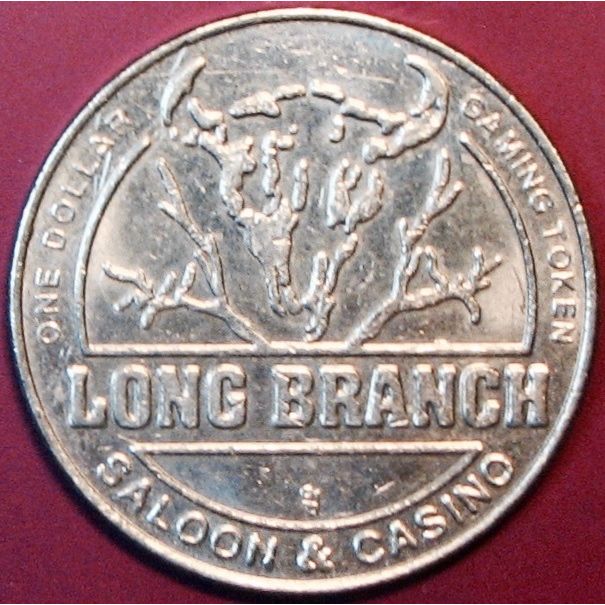 ONE DOLLAR
GAMING TOKEN
LONG BRANCH
SALOON & CASINO